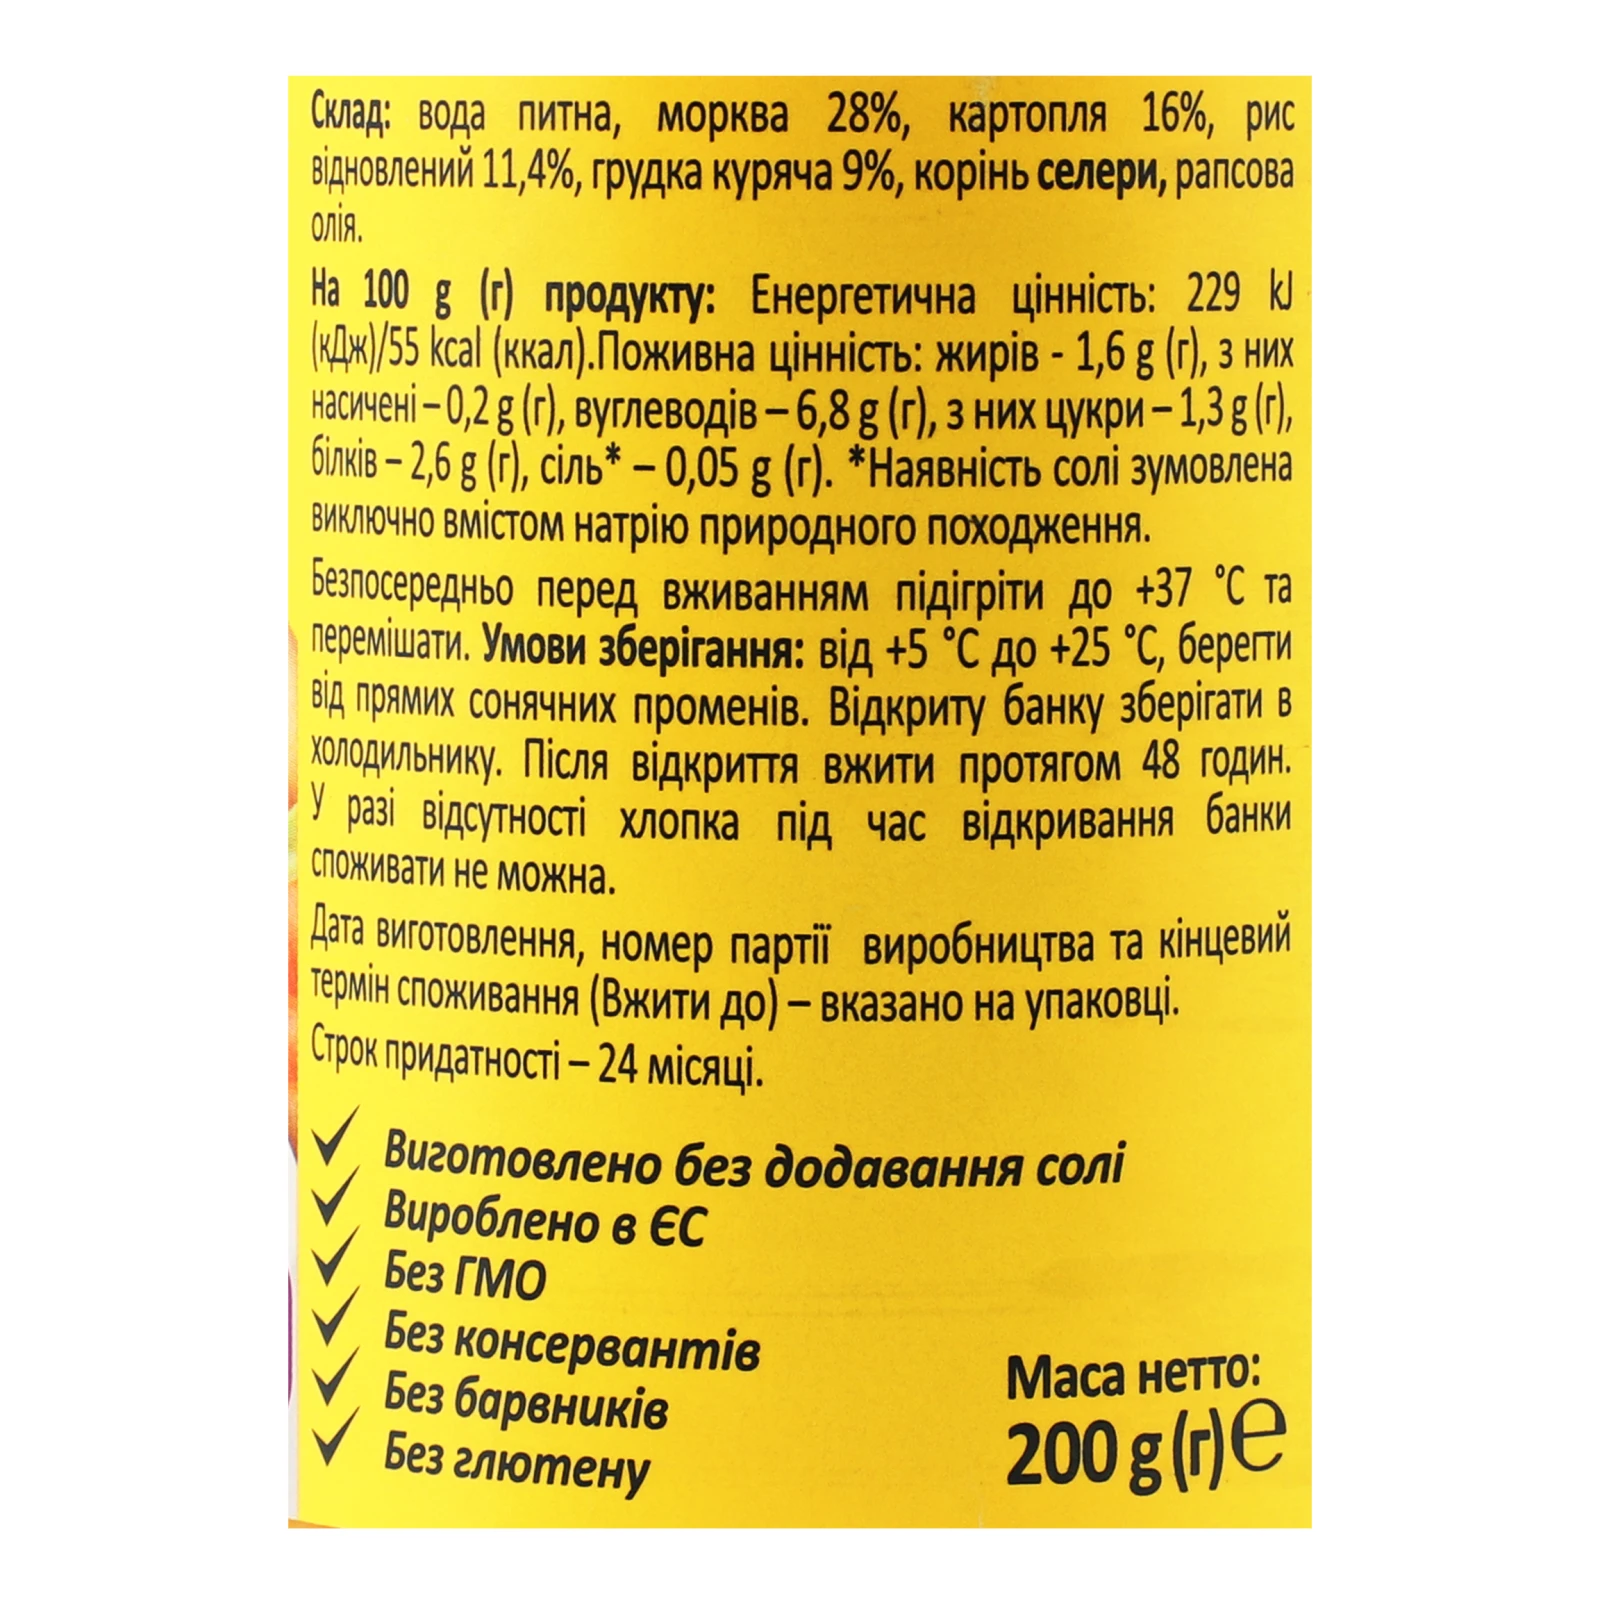 Склад: вода питна, морква 28%, картопля 16%, рис
відновлений 11,4%, грудка куряча 9%, корінь селери, рапсова
олія.
На 100 g (г) продукту: Енергетична цінність: 229 kJ
(кДж)/55 kcal (ккал).Поживна цінність: жирів - 1,6 g (г), з них
насичені – 0,2 g (г), вуглеводів – 6,8 g (г), з них цукри – 1,3 g (г),
білків – 2,6 g (г), сіль* – 0,05 g (г). *Наявність солі зумовлена
виключно вмістом натрію природного походження.
Безпосередньо перед вживанням підігріти до +37 °C та
перемішати. Умови зберігання: від +5 °C до +25 °C, берегти
від прямих сонячних променів. Відкриту банку зберігати в
холодильнику. Після відкриття вжити протягом 48 годин.
У разі відсутності хлопка під час відкривання банки
споживати не можна.
Дата виготовлення, номер партії виробництва та кінцевий
термін споживання (Вжити до) – вказано на упаковці.
Строк придатності – 24 місяці.
Виготовлено без додавання солі
Вироблено в ЄС
Без ГМО
Без консервантів
Без барвників
Без глютену
Маса нетто:
200 g (г) ℮